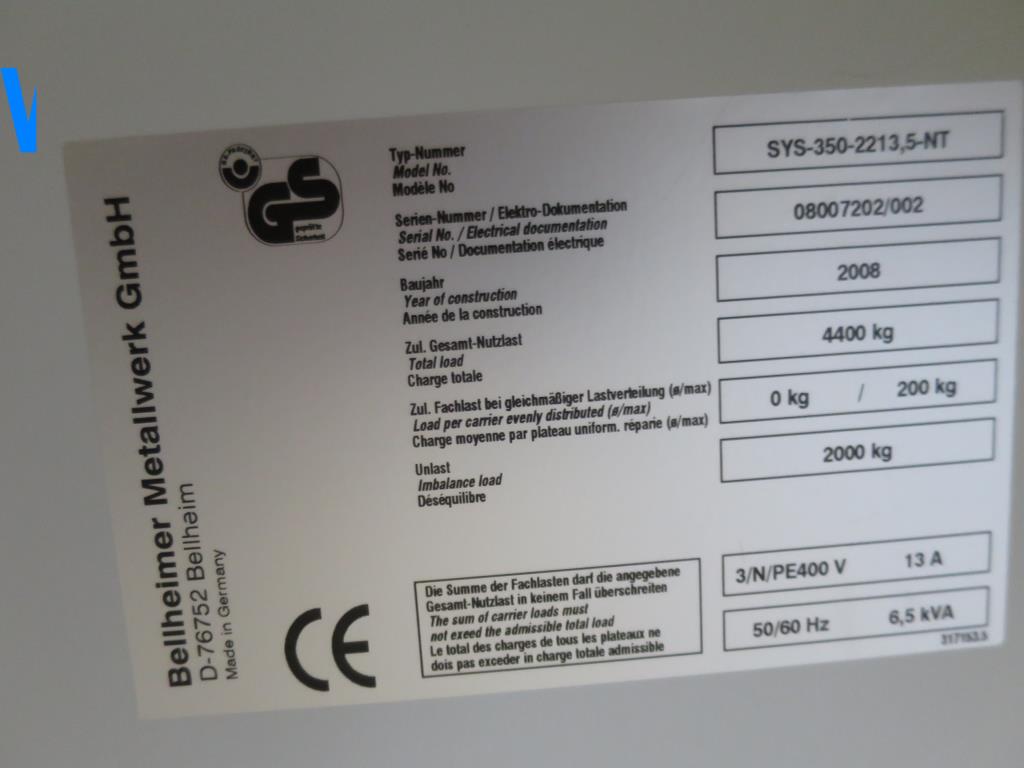 Bellheimer Metallwerk GmbH
D-76752 Bellheim
Made in Germany
GS
geprüfte
Sicherheit
Typ-Nummer
Model No.
Modèle No
SYS-350-2213,5-NT
Serien-Nummer / Elektro-Dokumentation
Serial No. / Electrical documentation
Serié No / Documentation électrique
08007202/002
Baujahr
Year of construction
Année de la construction
2008
Zul. Gesamt-Nutzlast
Total load
Charge totale
4400 kg
Zul. Fachlast bei gleichmäßiger Lastverteilung (ø/max)
Load per carrier evenly distributed (ø/max)
Charge moyenne par plateau uniform. réparie (ø/max)
0 kg / 200 kg
Unlast
Imbalance load
Déséquilibre
2000 kg
CE
Die Summe der Fachlasten darf die angegebene
Gesamt-Nutzlast in keinem Fall überschreiten
The sum of carrier loads must
not exceed the admissible total load
Le total des charges de tous les plateaux ne
dois pas exceder in charge totale admissible
3/N/PE400 V 13 A
50/60 Hz 6,5 kVA
317153.5